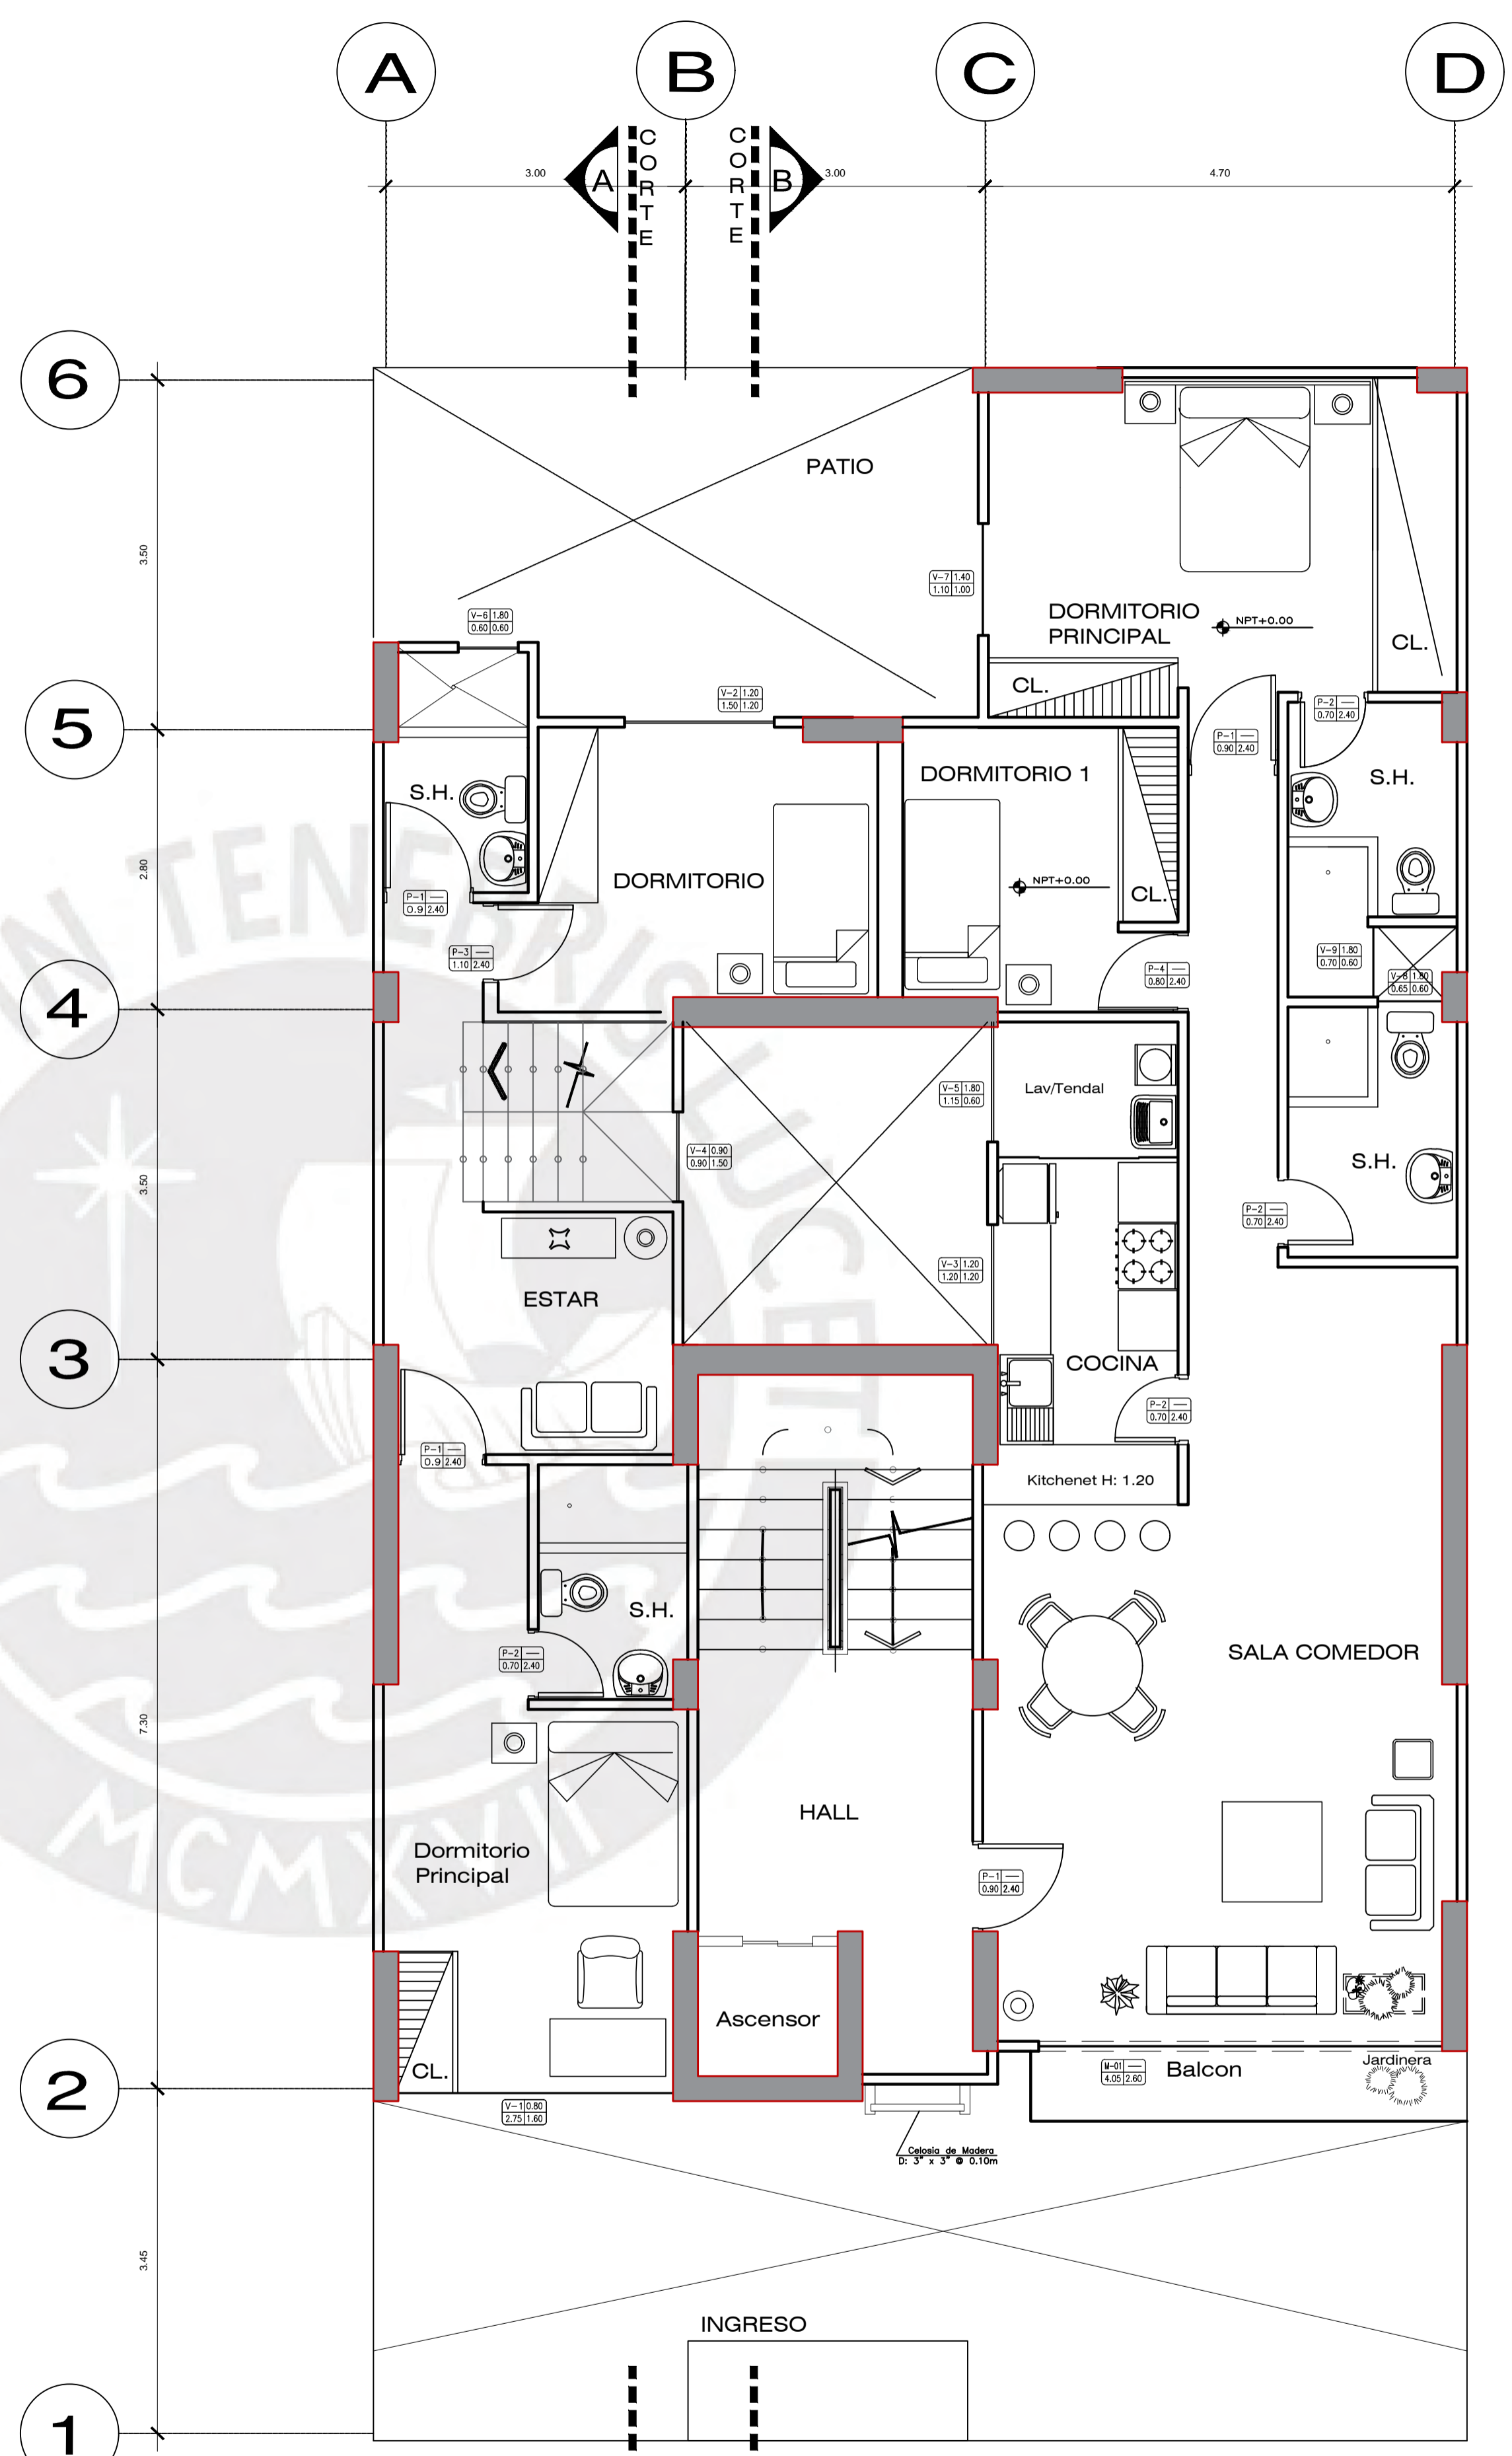 A
B
C
D
CORTE
CORTE
3.00
A
B
3.00
4.70
6
PATIO
3.50
V-7 1.40
1.10 1.00
DORMITORIO
PRINCIPAL
NPT+0.00
CL.
V-6 1.80
0.60 0.60
CL.
V-2 1.20
1.50 1.20
P-2
0.70 2.40
5
P-1
0.90 2.40
DORMITORIO 1
S.H.
S.H.
2.80
DORMITORIO
NPT+0.00
CL.
P-1
0.9 2.40
P-3
1.10 2.40
V-9 1.80
0.70 0.60
P-4
0.80 2.40
V-8 1.80
0.65 0.60
4
IN TENEBRIS LUCET
Lav/Tendal
V-5 1.80
1.15 0.60
V-4 0.90
0.90 1.50
S.H.
3.50
P-2
0.70 2.40
V-3 1.20
1.20 1.20
ESTAR
3
COCINA
P-2
0.70 2.40
P-1
0.9 2.40
Kitchenet H: 1.20
S.H.
SALA COMEDOR
P-2
0.70 2.40
7.30
HALL
MCMXVII
Dormitorio
Principal
P-1
0.90 2.40
Ascensor
CL.
2
M-01
4.05 2.60
Balcon
Jardinera
V-1 0.80
2.75 1.60
Celosia de Madera
D: 3" x 3" @ 0.10m
3.45
INGRESO
1